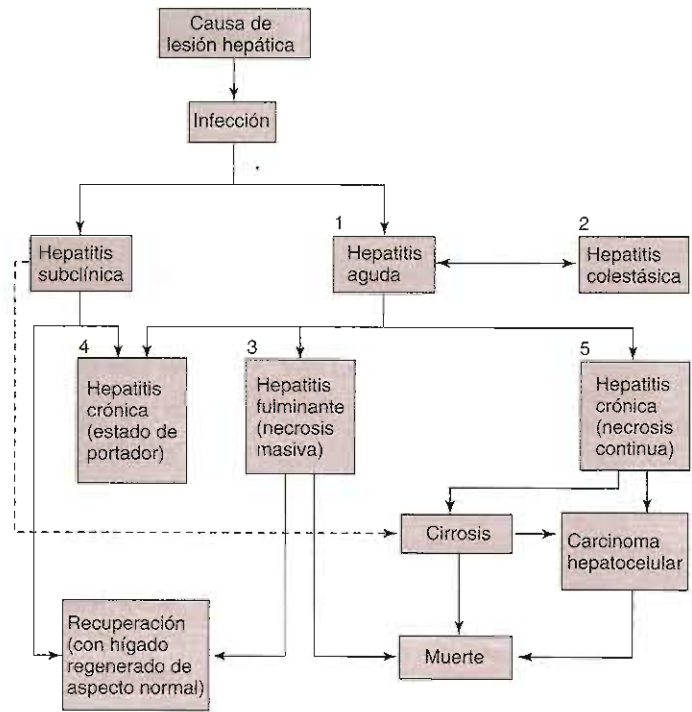 Causa de
lesión hepática
Infección
Hepatitis
subclínica
1
Hepatitis
aguda
2
Hepatitis
colestásica
4
Hepatitis
crónica
(estado de
portador)
3
Hepatitis
fulminante
(necrosis
masiva)
5
Hepatitis
crónica
(necrosis
continua)
Cirrosis
Carcinoma
hepatocelular
Recuperación
(con hígado
regenerado de
aspecto normal)
Muerte